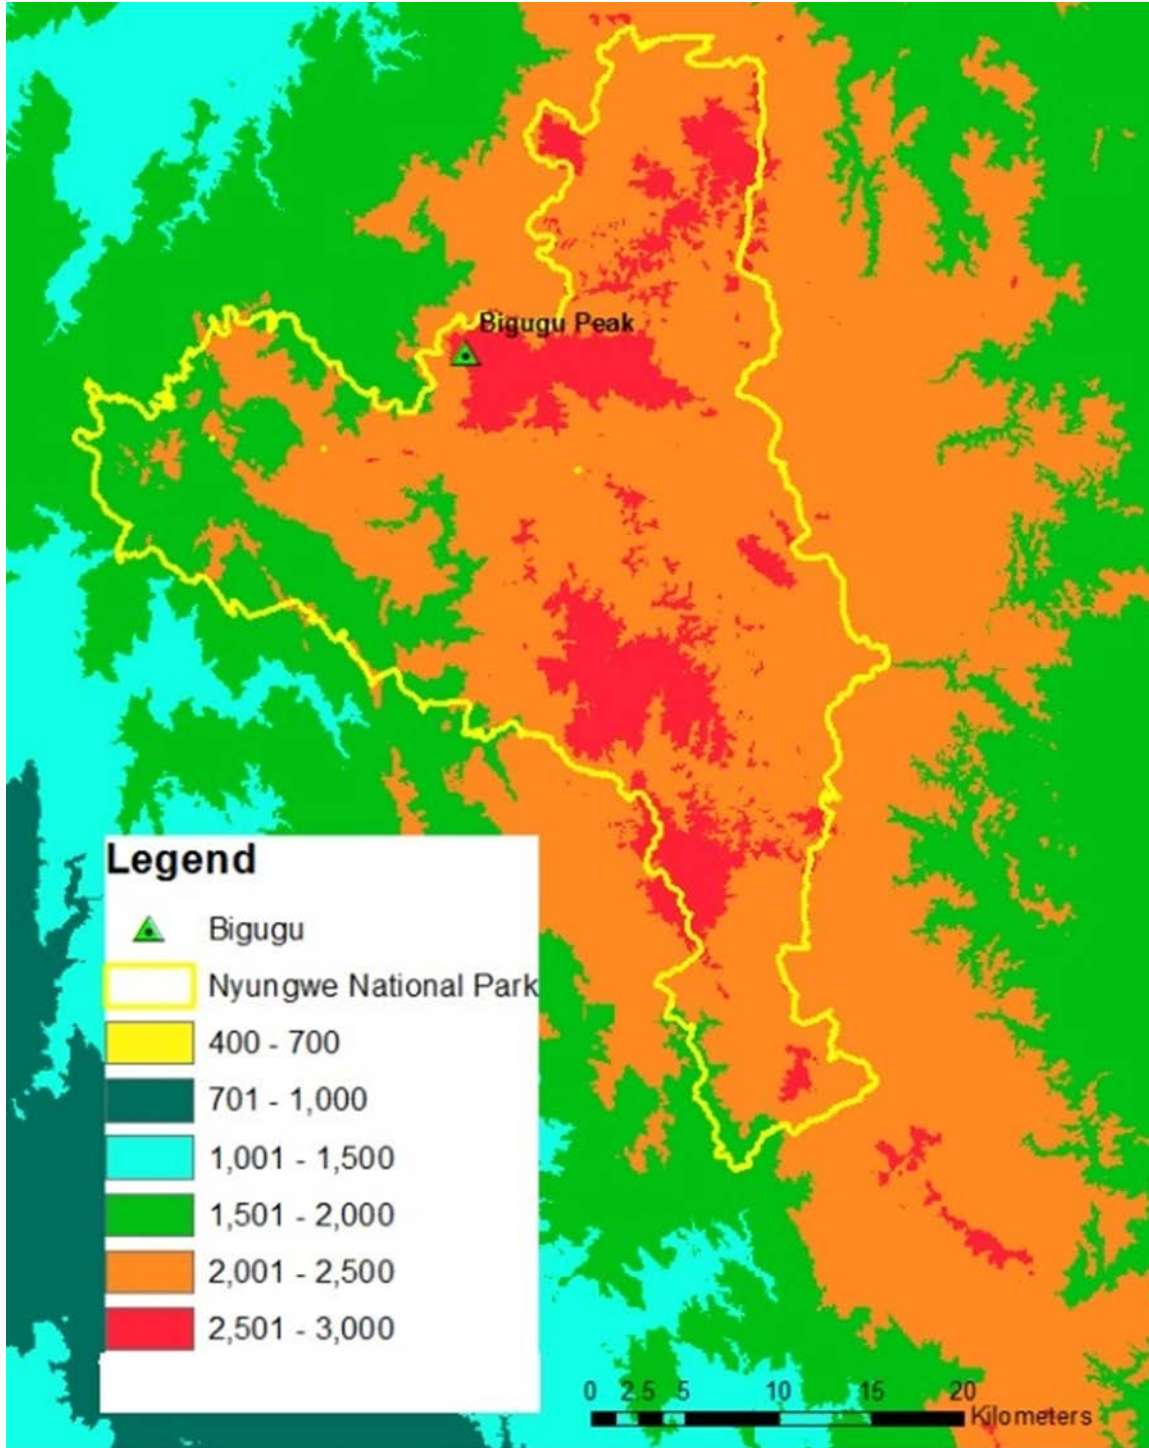 Bigugu Peak
Legend
Bigugu
Nyungwe National Park
400 - 700
701 - 1,000
1,001 - 1,500
1,501 - 2,000
2,001 - 2,500
2,501 - 3,000
0 2.5 5 10 15 20
Kilometers